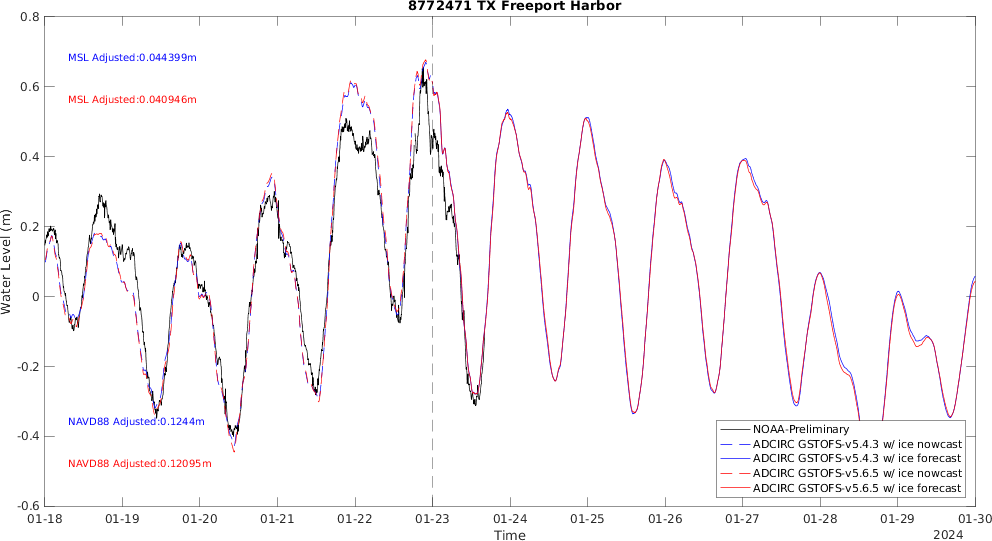 8772471 TX Freeport Harbor
0.8
0.6
0.4
0.2
0
-0.2
-0.4
-0.6
Water Level (m)
MSL Adjusted:0.044399m
MSL Adjusted:0.040946m
NAVD88 Adjusted:0.1244m
NAVD88 Adjusted:0.12095m
NOAA-Preliminary
ADCIRC GSTOFS-v5.4.3 w/ ice nowcast
ADCIRC GSTOFS-v5.4.3 w/ ice forecast
ADCIRC GSTOFS-v5.6.5 w/ ice nowcast
ADCIRC GSTOFS-v5.6.5 w/ ice forecast
01-18 01-19 01-20 01-21 01-22 01-23 01-24 01-25 01-26 01-27 01-28 01-29 01-30
Time
2024